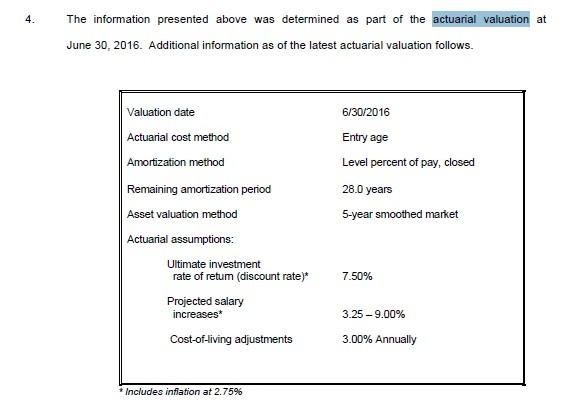 4. The information presented above was determined as part of the actuarial valuation at
June 30, 2016. Additional information as of the latest actuarial valuation follows.
Valuation date 6/30/2016
Actuarial cost method Entry age
Amortization method Level percent of pay, closed
Remaining amortization period 28.0 years
Asset valuation method 5-year smoothed market
Actuarial assumptions:
Ultimate investment
rate of return (discount rate)* 7.50%
Projected salary
increases* 3.25 – 9.00%
Cost-of-living adjustments 3.00% Annually
* Includes inflation at 2.75%